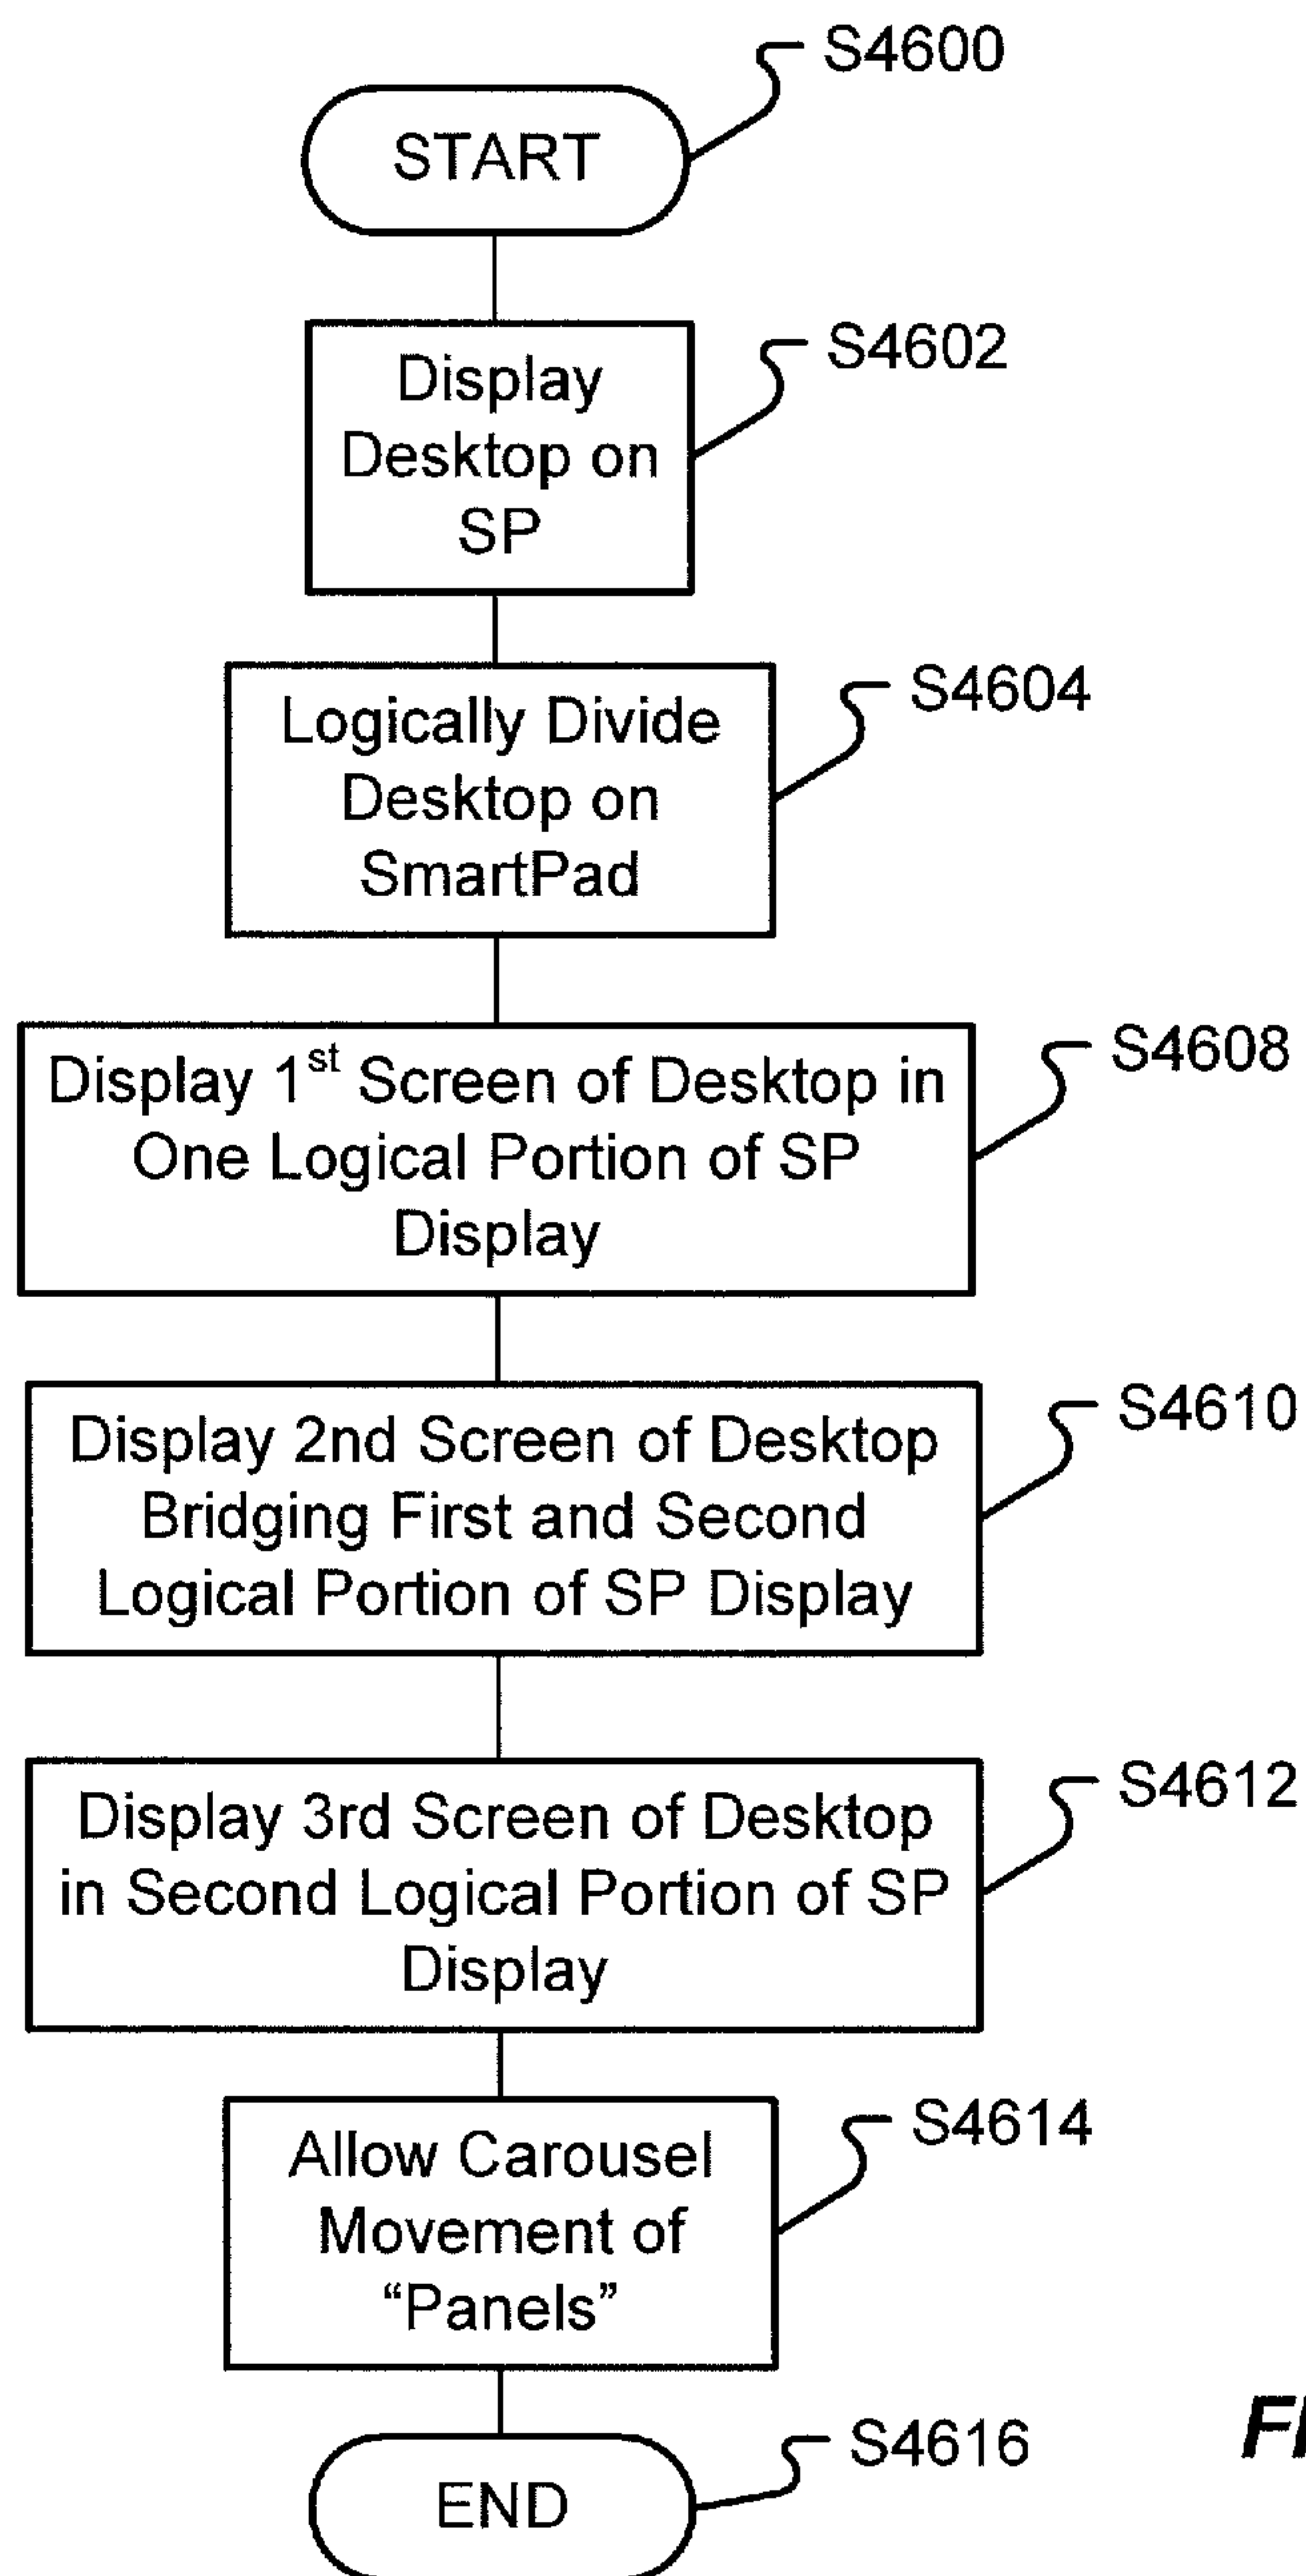 START
S4600
Display
Desktop on
SP
S4602
Logically Divide
Desktop on
SmartPad
S4604
Display 1st Screen of Desktop in
One Logical Portion of SP
Display
S4608
Display 2nd Screen of Desktop
Bridging First and Second
Logical Portion of SP Display
S4610
Display 3rd Screen of Desktop
in Second Logical Portion of SP
Display
S4612
Allow Carousel
Movement of
“Panels”
S4614
END
S4616